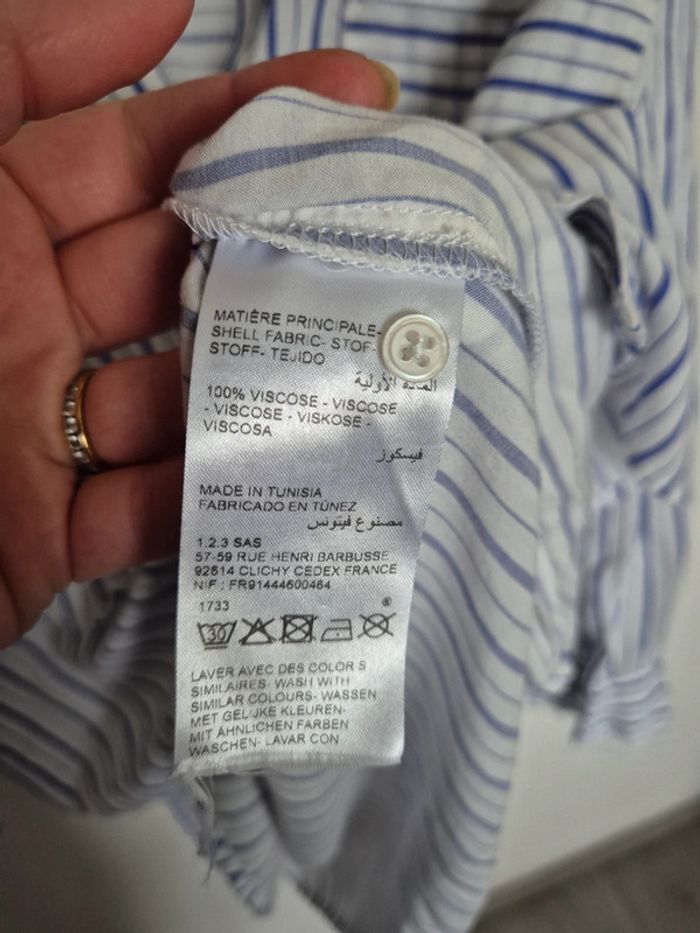 MATIÈRE PRINCIPALE-
SHELL FABRIC- STOF-
STOFF- TEJIDO
المادة الأولية
100% VISCOSE - VISCOSE
- VISCOSE - VISKOSE -
VISCOSA
فيسكوز
MADE IN TUNISIA
FABRICADO EN TÚNEZ
مصنوع فيتونس
1.2.3 SAS
57-59 RUE HENRI BARBUSSE
92614 CLICHY CEDEX FRANCE
NIF : FR91444600464
1733
30
LAVER AVEC DES COLORIS
SIMILAIRES WASH WITH
SIMILAR COLOURS- WASSEN
MET GELIJKE KLEUREN-
MIT ÄHNLICHEN FARBEN
WASCHEN- LAVAR CON